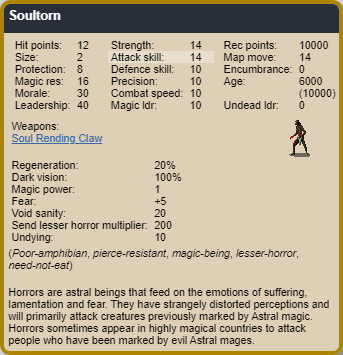 Soultorn
Hit points: 12 Strength: 14 Rec points: 10000
Size: 2 Attack skill: 14 Map move: 14
Protection: 8 Defence skill: 10 Encumbrance: 0
Magic res: 16 Precision: 10 Age: 6000
Morale: 30 Combat speed: 10 (10000)
Leadership: 40 Magic ldr: 10 Undead ldr: 0
Weapons:
Soul Rending Claw
Regeneration: 20%
Dark vision: 100%
Magic power: 1
Fear: +5
Void sanity: 20
Send lesser horror multiplier: 200
Undying: 10
(Poor-amphibian, pierce-resistant, magic-being, lesser-horror,
need-not-eat)
Horrors are astral beings that feed on the emotions of suffering,
lamentation and fear. They have strangely distorted perceptions and
will primarily attack creatures previously marked by Astral magic.
Horrors sometimes appear in highly magical countries to attack
people who have been marked by evil Astral mages.